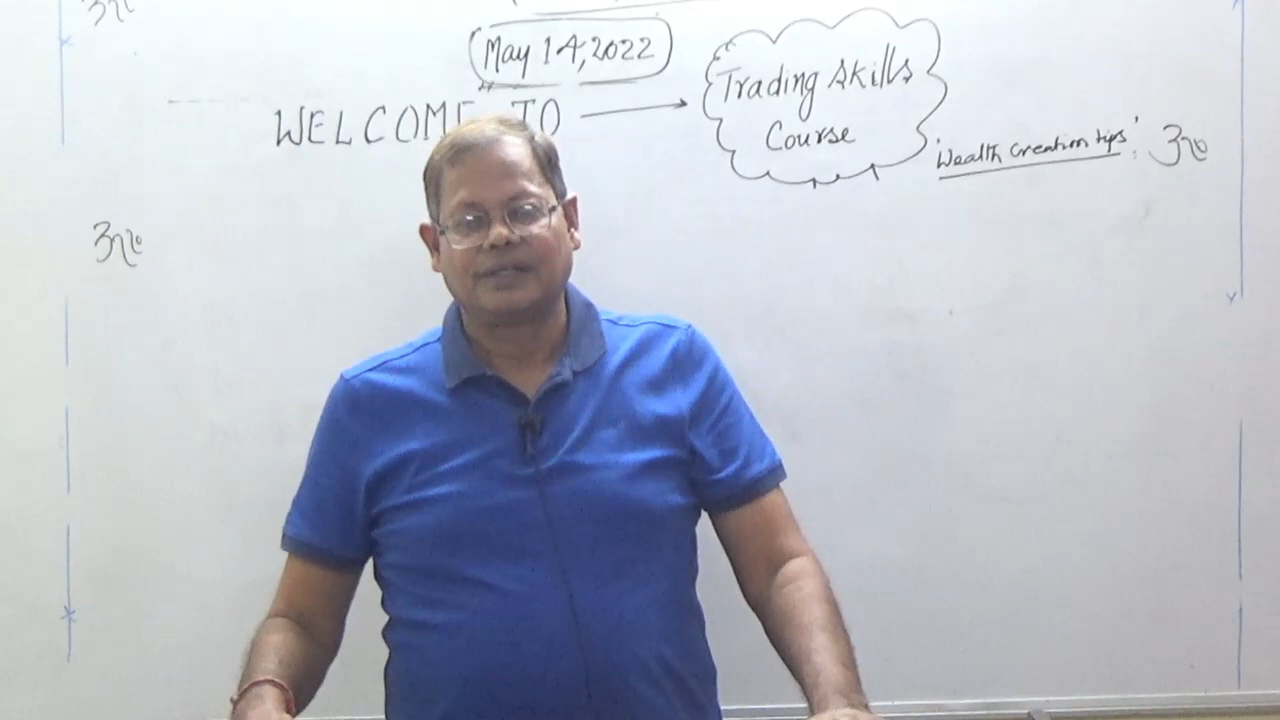 May 14, 2022
WELCOME TO → Trading Skills
Course
'Wealth Creation tips'